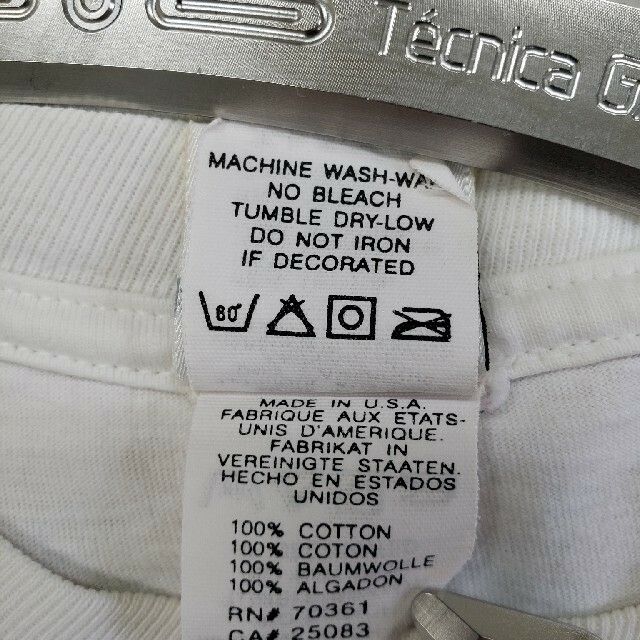 Técnica
MACHINE WASH-WA
NO BLEACH
TUMBLE DRY-LOW
DO NOT IRON
IF DECORATED
80°
MADE IN U.S.A.
FABRIQUE AUX ETATS-
UNIS D'AMERIQUE.
FABRIKAT IN
VEREINIGTE STAATEN.
HECHO EN ESTADOS
UNIDOS
100% COTTON
100% COTON
100% BAUMWOLLE
100% ALGADON
RN# 70361
CA# 25083